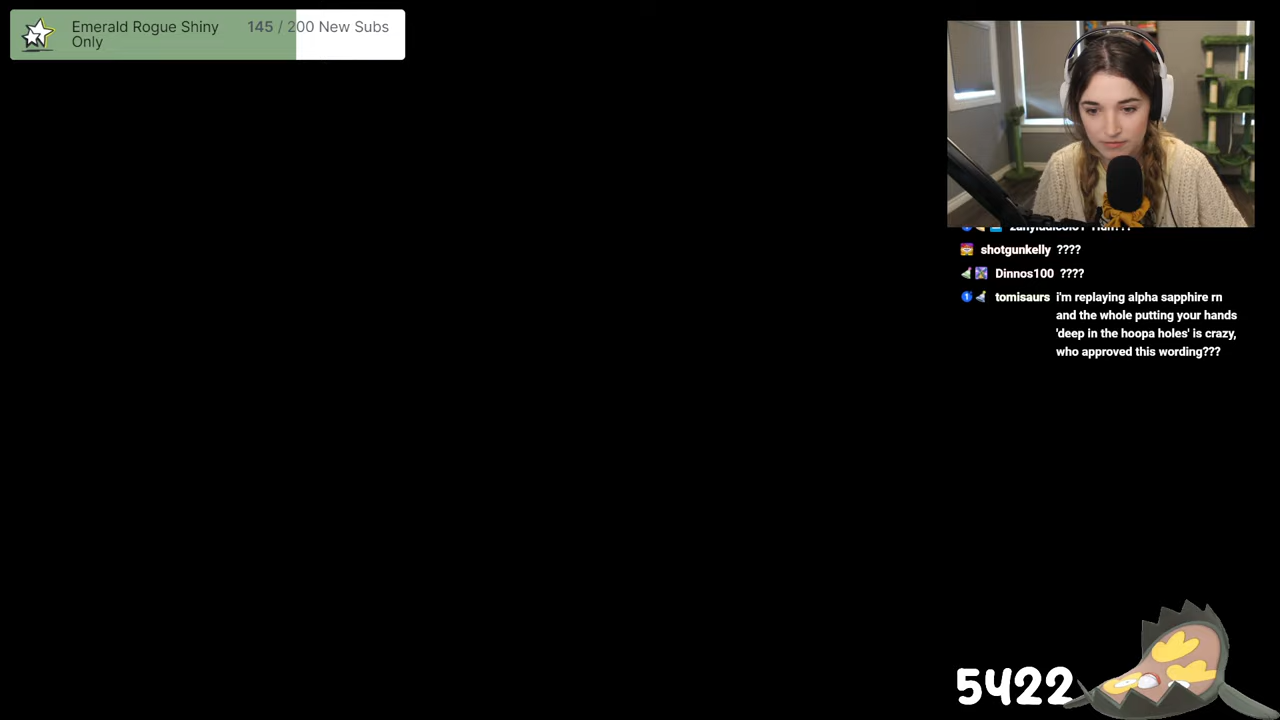 Emerald Rogue Shiny Only
145 / 200 New Subs
shotgunkelly ????
Dinnos100 ????
tomisaurs i'm replaying alpha sapphire rn
and the whole putting your hands
'deep in the hoopa holes' is crazy,
who approved this wording???
5422